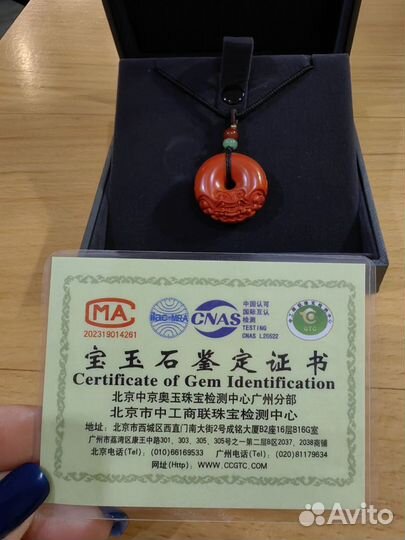 MA
202319014261
ilac-MRA
CNAS
中国认可
国际互认
检测
TESTING
CNAS L20522
GTC
宝玉石鉴定证书
Certificate of Gem Identification
北京中京奥玉珠宝检测中心广州分部
北京市中工商联珠宝检测中心
地址：北京市西城区西直门南大街2号成铭大厦B2座16层B16G室
广州市荔湾区康王中路301、303、305、305号之一第二层B区2037、2038商铺
北京电话(Tel)：(010)66169533 广州电话(Tel)：(020)81179634
网址(Http)：WWW.CCGTC.COM
Avito